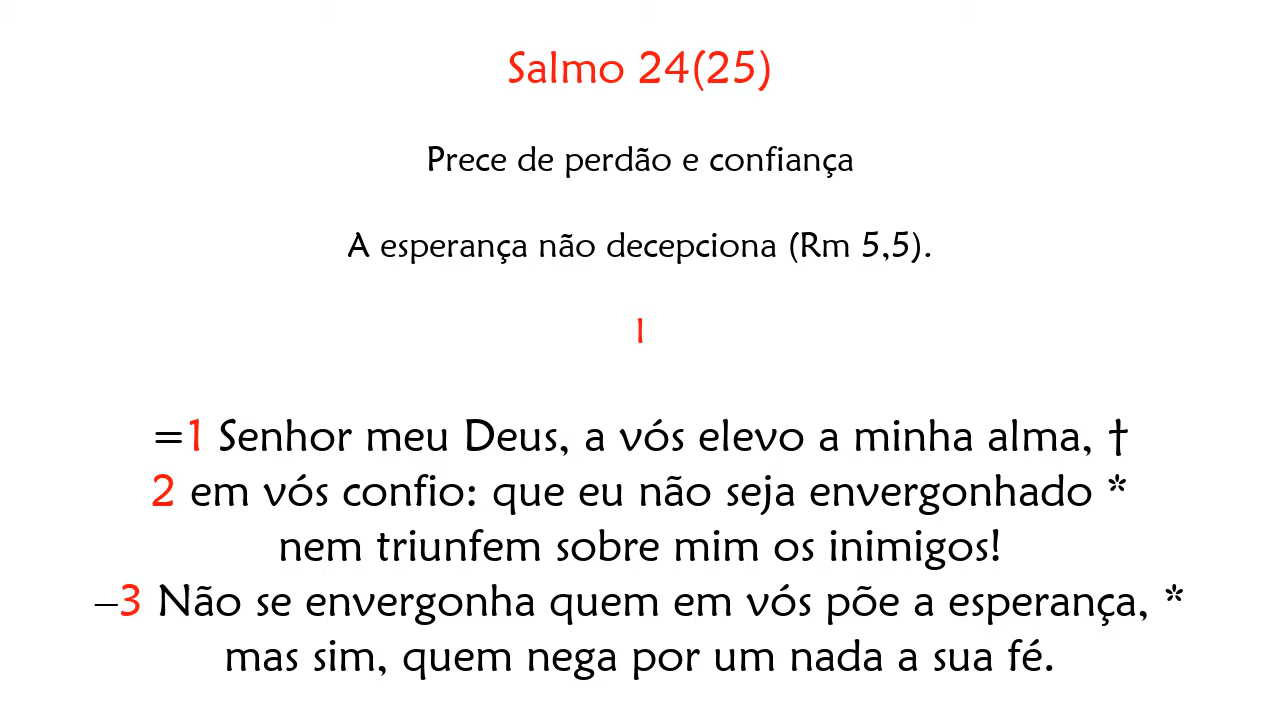 Salmo 24(25)
Prece de perdão e confiança
A esperança não decepciona (Rm 5,5).
I
=1 Senhor meu Deus, a vós elevo a minha alma, †
2 em vós confio: que eu não seja envergonhado *
nem triunfem sobre mim os inimigos!
–3 Não se envergonha quem em vós põe a esperança, *
mas sim, quem nega por um nada a sua fé.